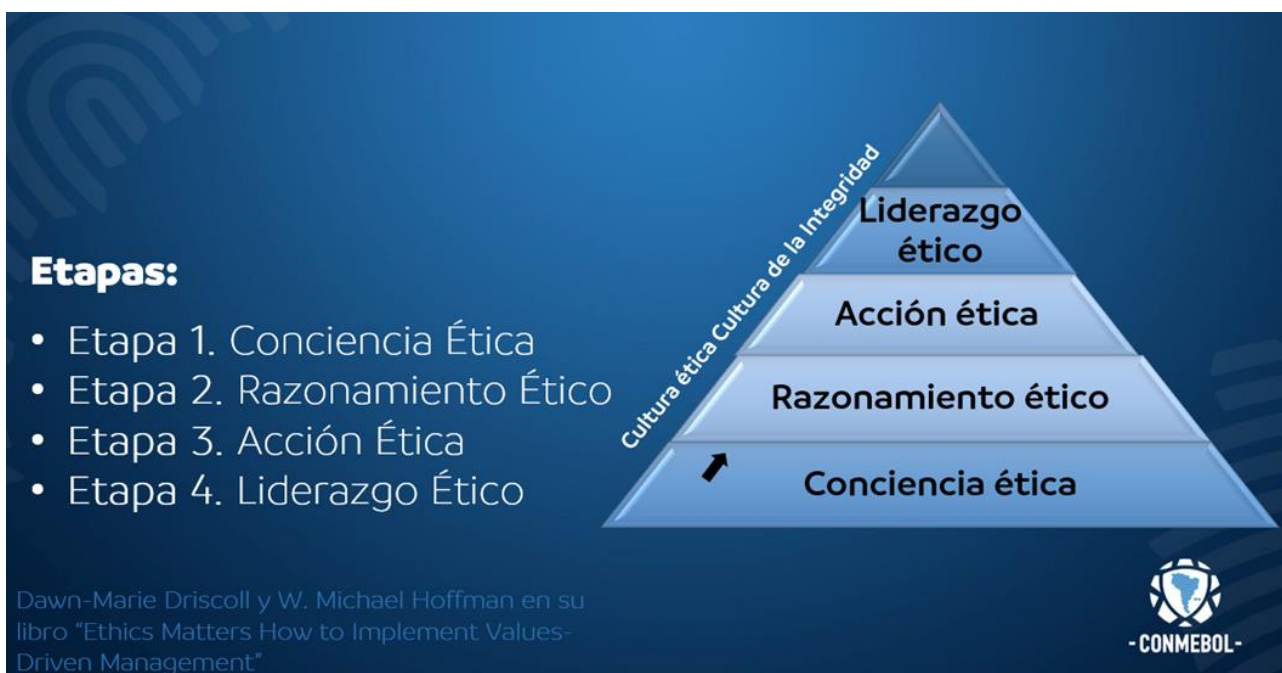 Etapas:
• Etapa 1. Conciencia Ética
• Etapa 2. Razonamiento Ético
• Etapa 3. Acción Ética
• Etapa 4. Liderazgo Ético
Dawn-Marie Driscoll y W. Michael Hoffman en su
libro “Ethics Matters How to Implement Values-
Driven Management”
Cultura ética Cultura de la Integridad
Liderazgo
ético
Acción ética
Razonamiento ético
Conciencia ética
- CONMEBOL-